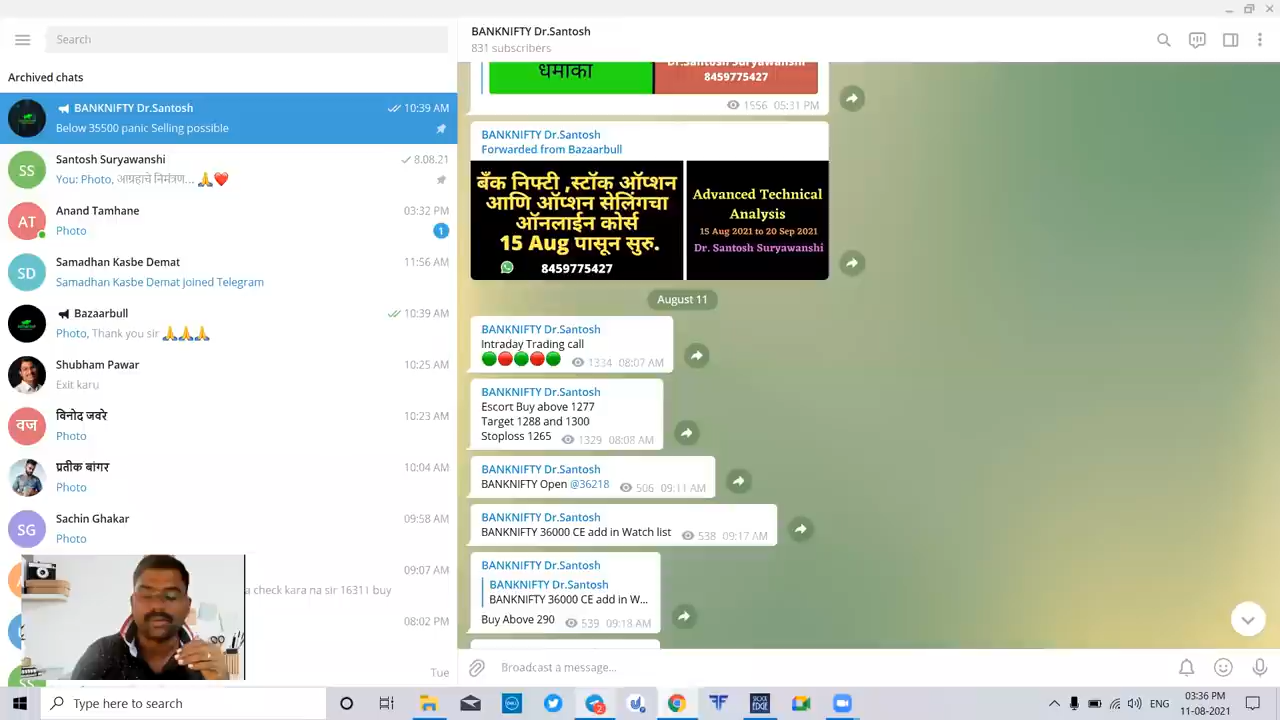 Search
Archived chats
BANKNIFTY Dr.Santosh
10:39 AM
Below 35500 panic Selling possible
SS
Santosh Suryawanshi
8.08.21
You: Photo, आग्रहाचे निमंत्रण...
AT
Anand Tamhane
03:32 PM
Photo
1
SD
Samadhan Kasbe Demat
11:56 AM
Samadhan Kasbe Demat joined Telegram
Bazaarbull
10:39 AM
Photo, Thank you sir
Shubham Pawar
10:25 AM
Exit karu
वज
विनोद जवरे
10:23 AM
Photo
प्रतीक बांगर
10:04 AM
Photo
SG
Sachin Ghakar
09:58 AM
Photo
09:07 AM
a check kara na sir 16311 buy
08:02 PM
Tue
BANKNIFTY Dr.Santosh
831 subscribers
धमाका
Dr.Santosh Suryawanshi
8459775427
1556 05:31 PM
BANKNIFTY Dr.Santosh
Forwarded from Bazaarbull
बँक निफ्टी ,स्टॉक ऑप्शन
आणि ऑप्शन सेलिंगचा
ऑनलाईन कोर्स
15 Aug पासून सुरु.
8459775427
Advanced Technical
Analysis
15 Aug 2021 to 20 Sep 2021
Dr. Santosh Suryawanshi
August 11
BANKNIFTY Dr.Santosh
Intraday Trading call
1334 08:07 AM
BANKNIFTY Dr.Santosh
Escort Buy above 1277
Target 1288 and 1300
Stoploss 1265
1329 08:08 AM
BANKNIFTY Dr.Santosh
BANKNIFTY Open @36218
506 09:11 AM
BANKNIFTY Dr.Santosh
BANKNIFTY 36000 CE add in Watch list
538 09:17 AM
BANKNIFTY Dr.Santosh
BANKNIFTY Dr.Santosh
BANKNIFTY 36000 CE add in W...
Buy Above 290
539 09:18 AM
Broadcast a message...
Type here to search
ENG
03:36 PM
11-08-2021